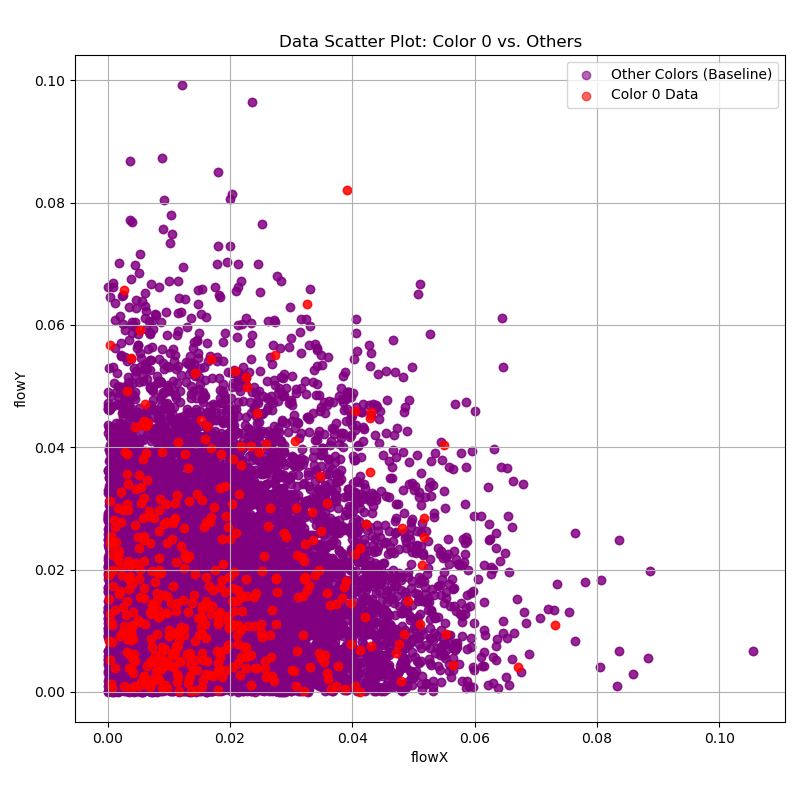 Data Scatter Plot: Color 0 vs. Others
Other Colors (Baseline)
Color 0 Data
flowY
0.10
0.08
0.06
0.04
0.02
0.00
0.00 0.02 0.04 0.06 0.08 0.10
flowX